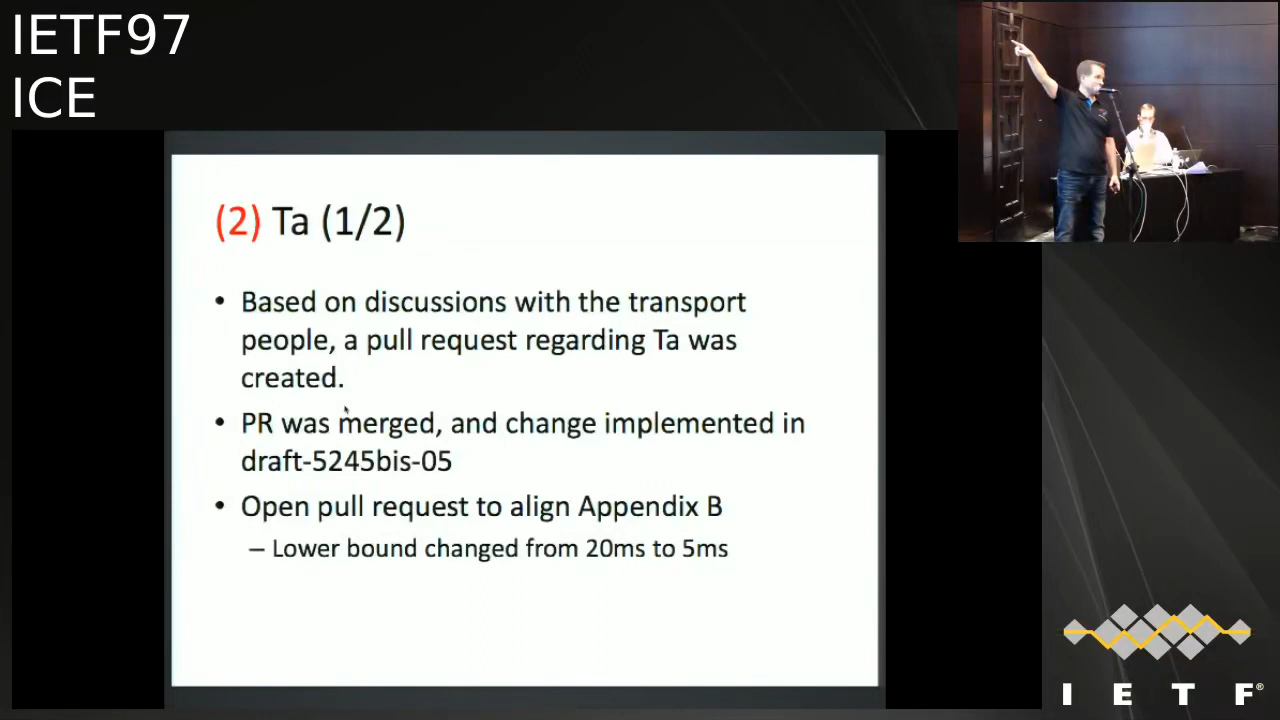 IETF97
ICE
(2) Ta (1/2)
• Based on discussions with the transport
people, a pull request regarding Ta was
created.
• PR was merged, and change implemented in
draft-5245bis-05
• Open pull request to align Appendix B
– Lower bound changed from 20ms to 5ms
I E T F®